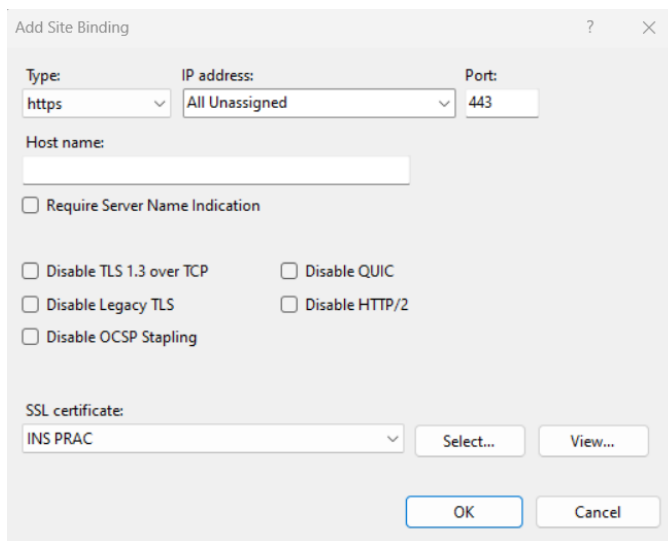 Add Site Binding ?
Type: IP address: Port:
https All Unassigned 443
Host name:
Require Server Name Indication
Disable TLS 1.3 over TCP Disable QUIC
Disable Legacy TLS Disable HTTP/2
Disable OCSP Stapling
SSL certificate:
INS PRAC Select... View...
OK Cancel